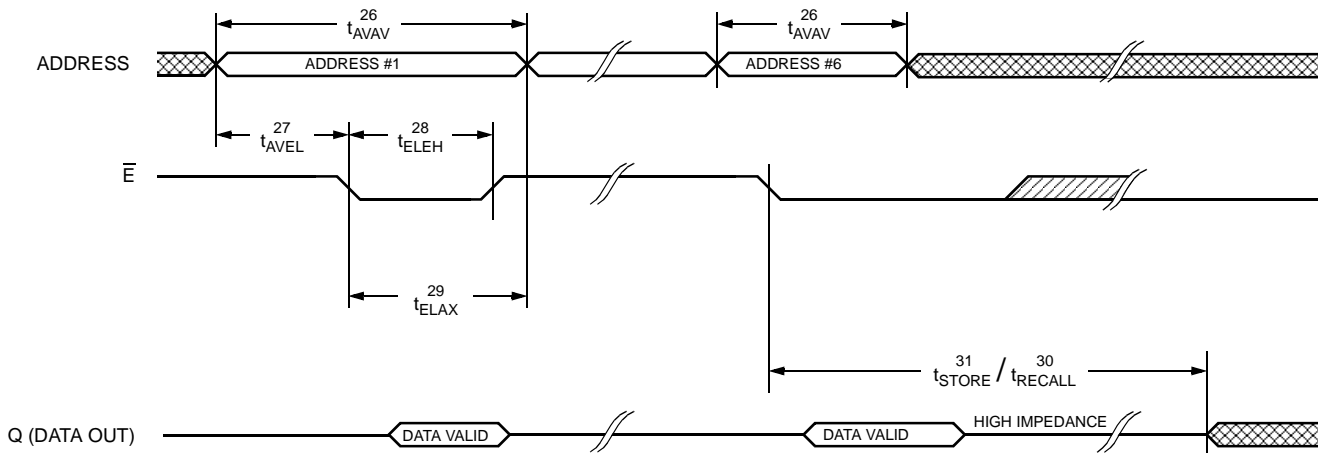 26
tAVAV
26
tAVAV
ADDRESS
ADDRESS #1
ADDRESS #6
27
tAVEL
28
tELEH
E
29
tELAX
31 30
tSTORE / tRECALL
Q (DATA OUT)
DATA VALID
DATA VALID
HIGH IMPEDANCE